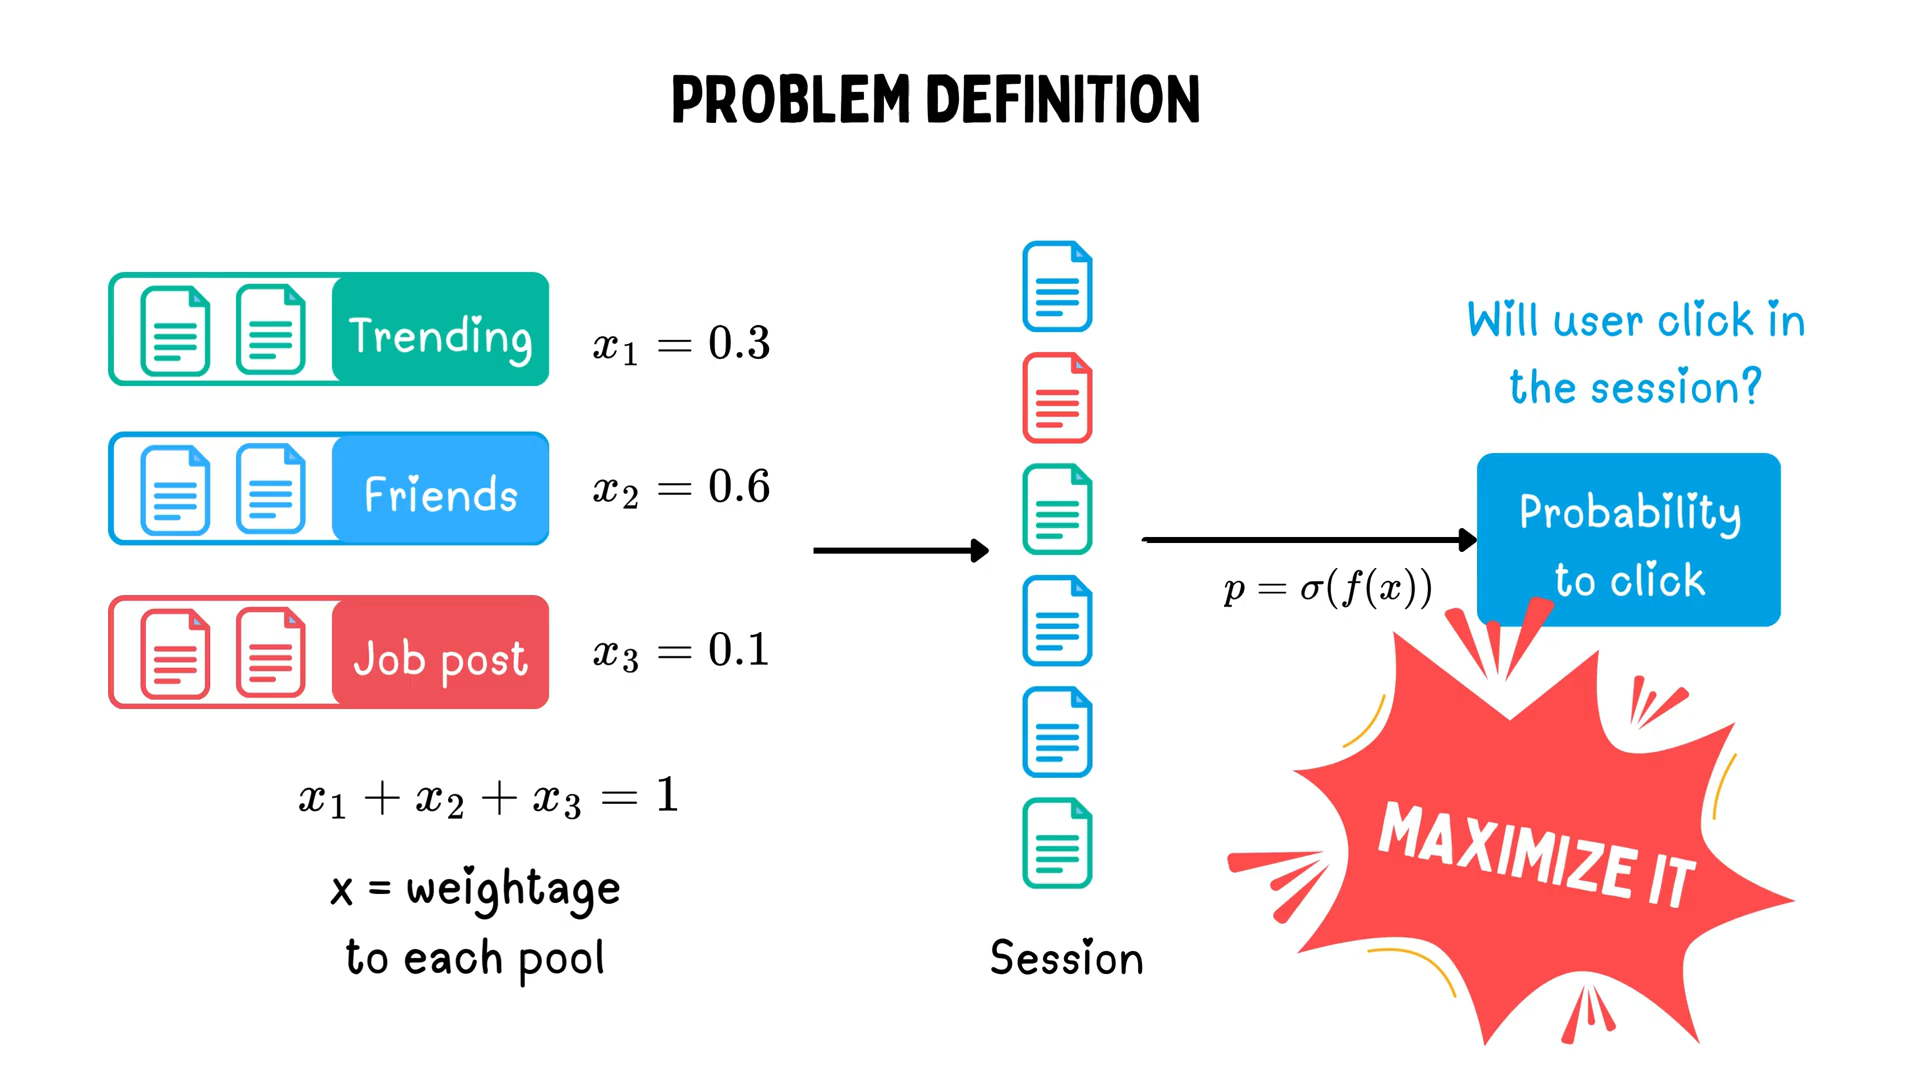 PROBLEM DEFINITION
Trending
x₁ = 0.3
Friends
x₂ = 0.6
Job post
x₃ = 0.1
x₁ + x₂ + x₃ = 1
x = weightage
to each pool
Session
p = σ(f(x))
Will user click in
the session?
Probability
to click
MAXIMIZE IT